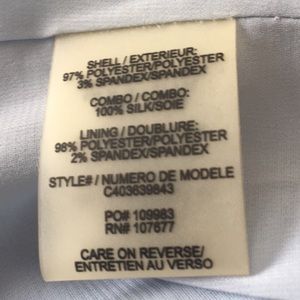 SHELL / EXTERIEUR:
97% POLYESTER/POLYESTER
3% SPANDEX/SPANDEX
COMBO / COMBO:
100% SILK/SOIE
LINING / DOUBLURE:
98% POLYESTER/POLYESTER
2% SPANDEX/SPANDEX
STYLE# / NUMERO DE MODELE
C403639843
PO# 109983
RN# 107677
CARE ON REVERSE/
ENTRETIEN AU VERSO